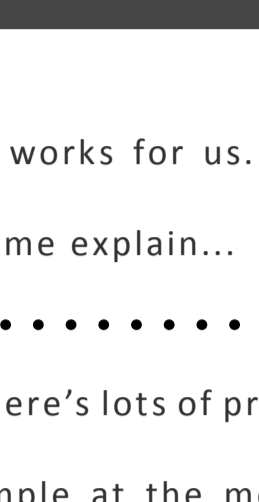 works for us.
me explain...
ere's lots of pr
mple at the m